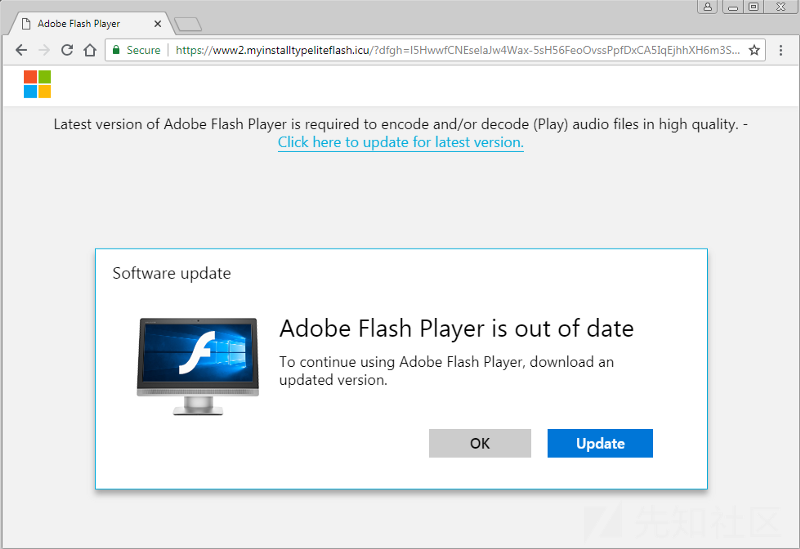 Adobe Flash Player
Secure
https://www2.myinstalltypeliteflash.icu/?dfgh=I5HwwfCNEselaJw4Wax-5sH56FeoOvssPpfDxCA5IqEjhhXH6m3S...
Latest version of Adobe Flash Player is required to encode and/or decode (Play) audio files in high quality. -
Click here to update for latest version.
Software update
Adobe Flash Player is out of date
To continue using Adobe Flash Player, download an
updated version.
OK
Update
先知社区